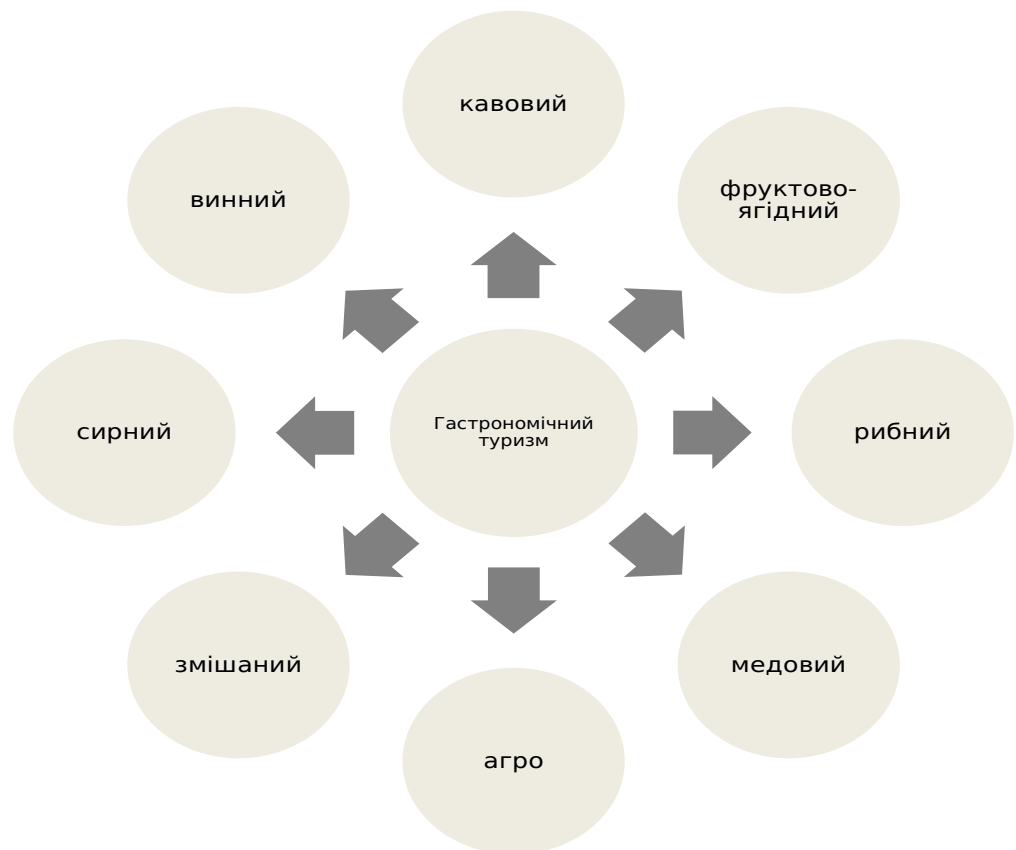 кавовий
винний
фруктово-
ягідний
сирний
Гастрономічний
туризм
рибний
змішаний
медовий
агро